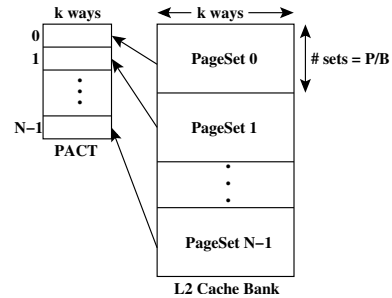 k ways
k ways
0
1
N−1
PACT
PageSet 0
# sets = P/B
PageSet 1
PageSet N−1
L2 Cache Bank